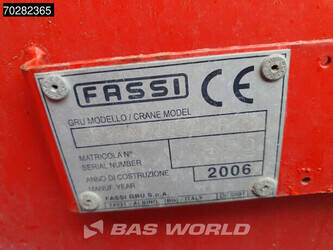 70282365
FASSI CE
GRU MODELLO / CRANE MODEL
MATRICOLA N°
SERIAL NUMBER
ANNO DI COSTRUZIONE
MANUF. YEAR
2006
FASSI GRU S.p.A.
BAS WORLD